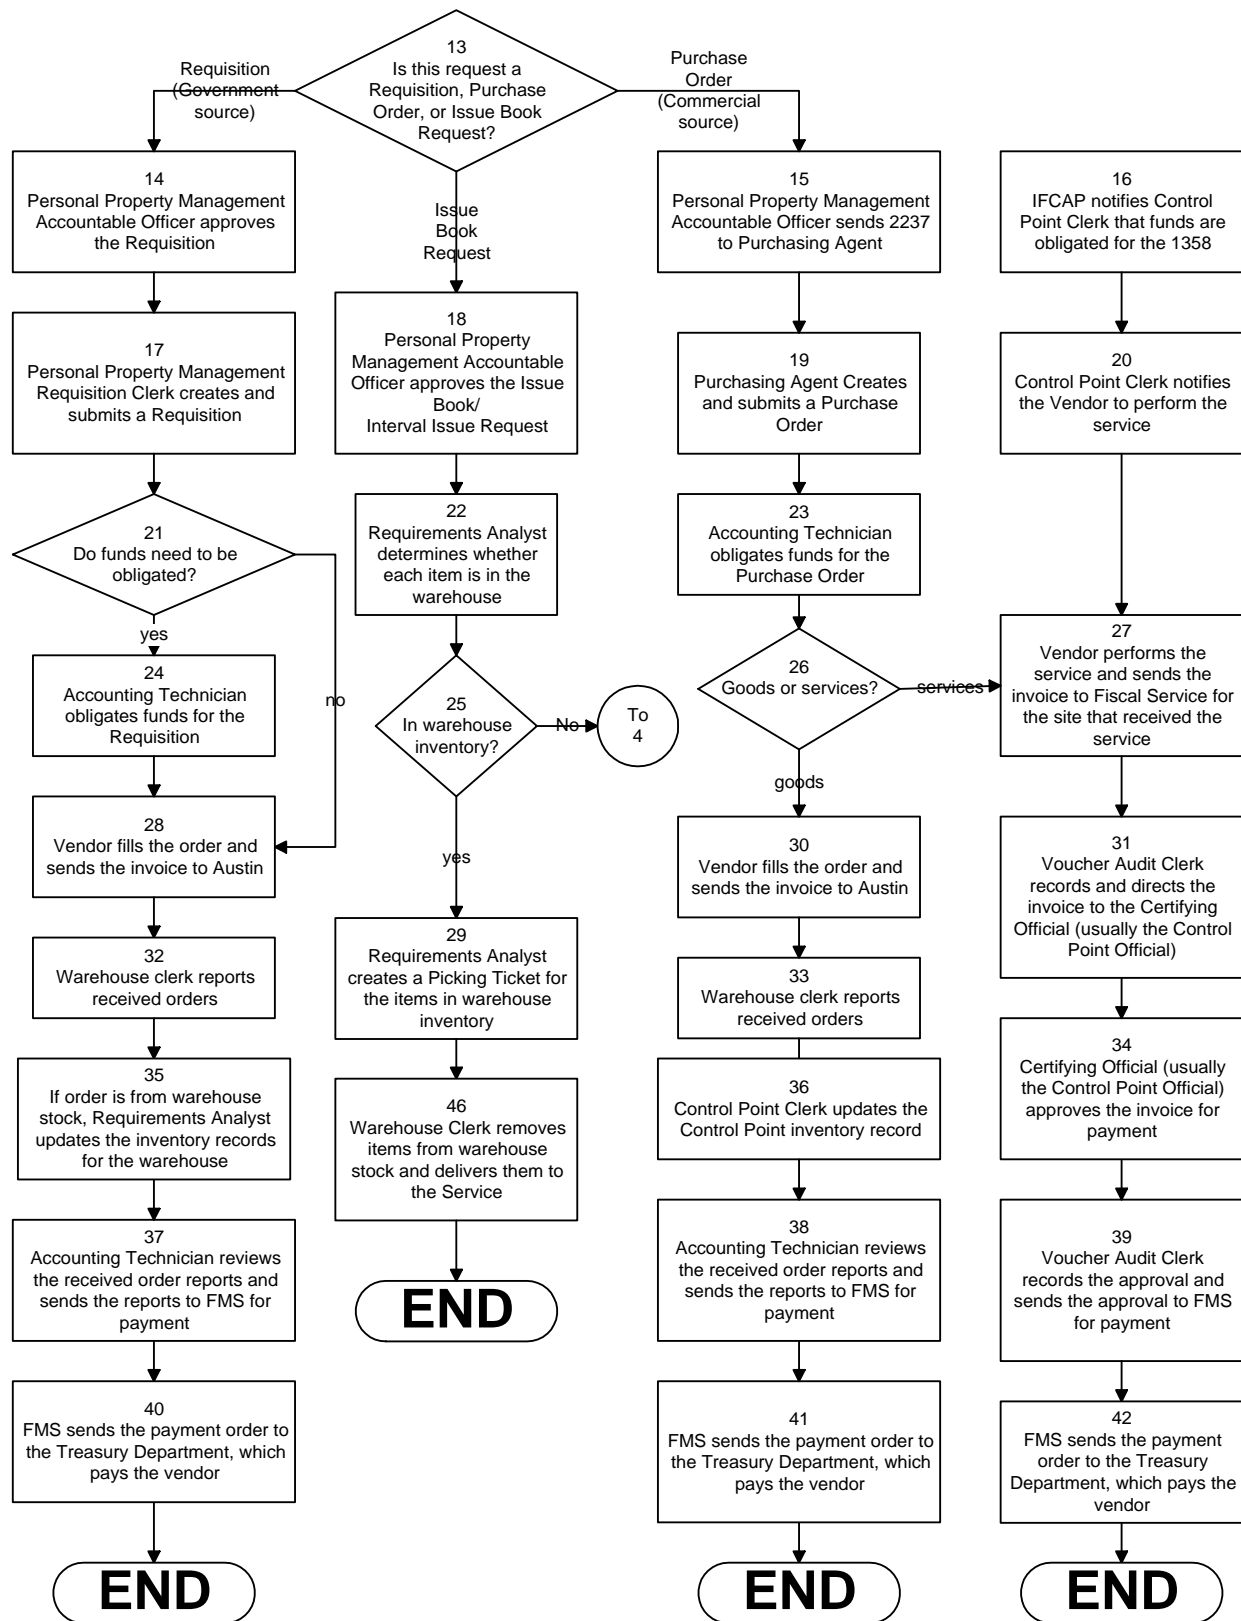 13
Is this request a
Requisition, Purchase
Order, or Issue Book
Request?
Requisition
(Government
source)
Purchase
Order
(Commercial
source)
Issue
Book
Request
14
Personal Property Management
Accountable Officer approves
the Requisition
15
Personal Property Management
Accountable Officer sends 2237
to Purchasing Agent
16
IFCAP notifies Control
Point Clerk that funds are
obligated for the 1358
17
Personal Property Management
Requisition Clerk creates and
submits a Requisition
18
Personal Property
Management Accountable
Officer approves the Issue
Book/
Interval Issue Request
19
Purchasing Agent Creates
and submits a Purchase
Order
20
Control Point Clerk notifies
the Vendor to perform the
service
21
Do funds need to be
obligated?
yes
no
22
Requirements Analyst
determines whether
each item is in the
warehouse
23
Accounting Technician
obligates funds for the
Purchase Order
24
Accounting Technician
obligates funds for the
Requisition
25
In warehouse
inventory?
No
To
4
yes
26
Goods or services?
services
goods
27
Vendor performs the
service and sends the
invoice to Fiscal Service for
the site that received the
service
28
Vendor fills the order and
sends the invoice to Austin
29
Requirements Analyst
creates a Picking Ticket for
the items in warehouse
inventory
30
Vendor fills the order and
sends the invoice to Austin
31
Voucher Audit Clerk
records and directs the
invoice to the Certifying
Official (usually the Control
Point Official)
32
Warehouse clerk reports
received orders
33
Warehouse clerk reports
received orders
34
Certifying Official (usually
the Control Point Official)
approves the invoice for
payment
35
If order is from warehouse
stock, Requirements Analyst
updates the inventory records
for the warehouse
46
Warehouse Clerk removes
items from warehouse
stock and delivers them to
the Service
36
Control Point Clerk updates the
Control Point inventory record
37
Accounting Technician reviews
the received order reports and
sends the reports to FMS for
payment
END
38
Accounting Technician reviews
the received order reports and
sends the reports to FMS for
payment
39
Voucher Audit Clerk
records the approval and
sends the approval to FMS
for payment
40
FMS sends the payment order to
the Treasury Department, which
pays the vendor
41
FMS sends the payment order to
the Treasury Department, which
pays the vendor
42
FMS sends the payment
order to the Treasury
Department, which pays the
vendor
END
END
END